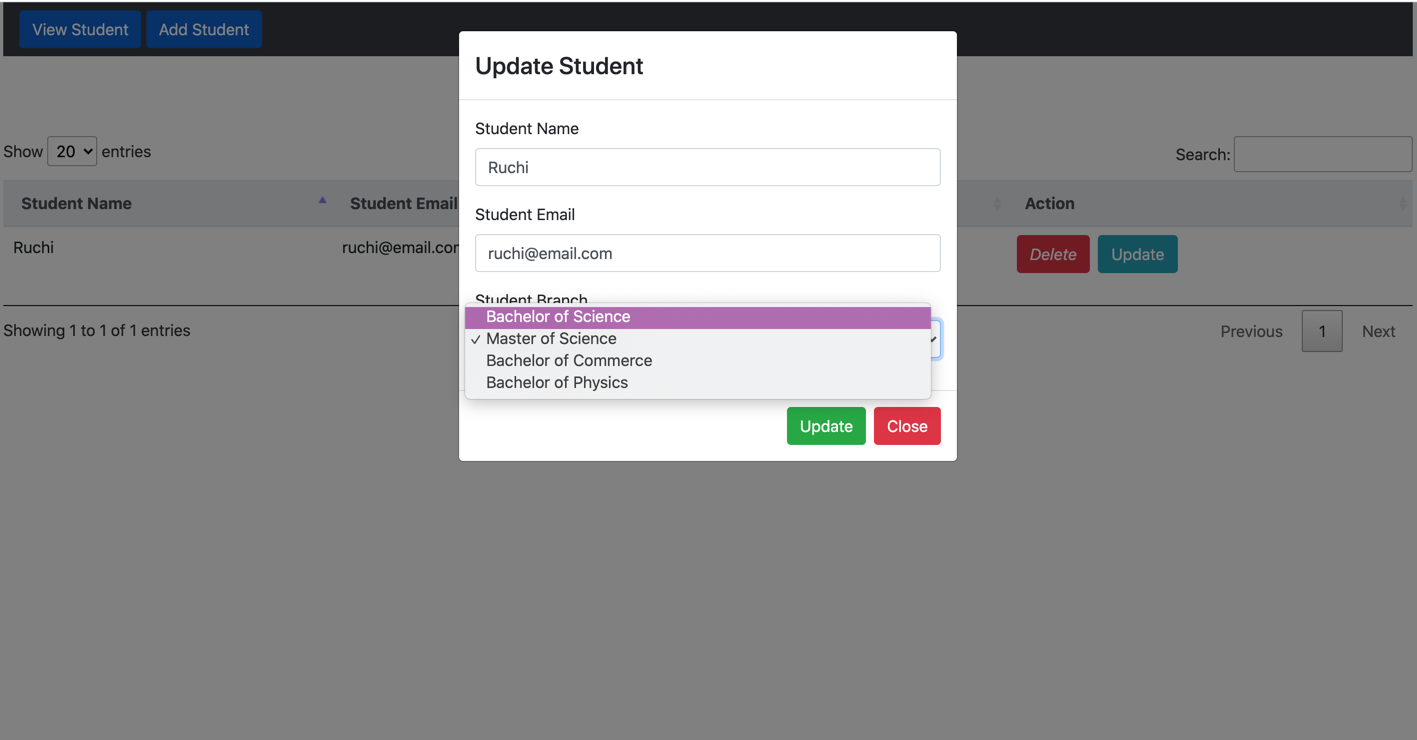 View Student Add Student
Update Student
Student Name
Ruchi
Student Email
ruchi@email.com
Student Branch
Bachelor of Science
✓ Master of Science
Bachelor of Commerce
Bachelor of Physics
Update Close
Show 20 entries
Search:
Student Name Student Email Action
Ruchi ruchi@email.com Delete Update
Showing 1 to 1 of 1 entries
Previous 1 Next